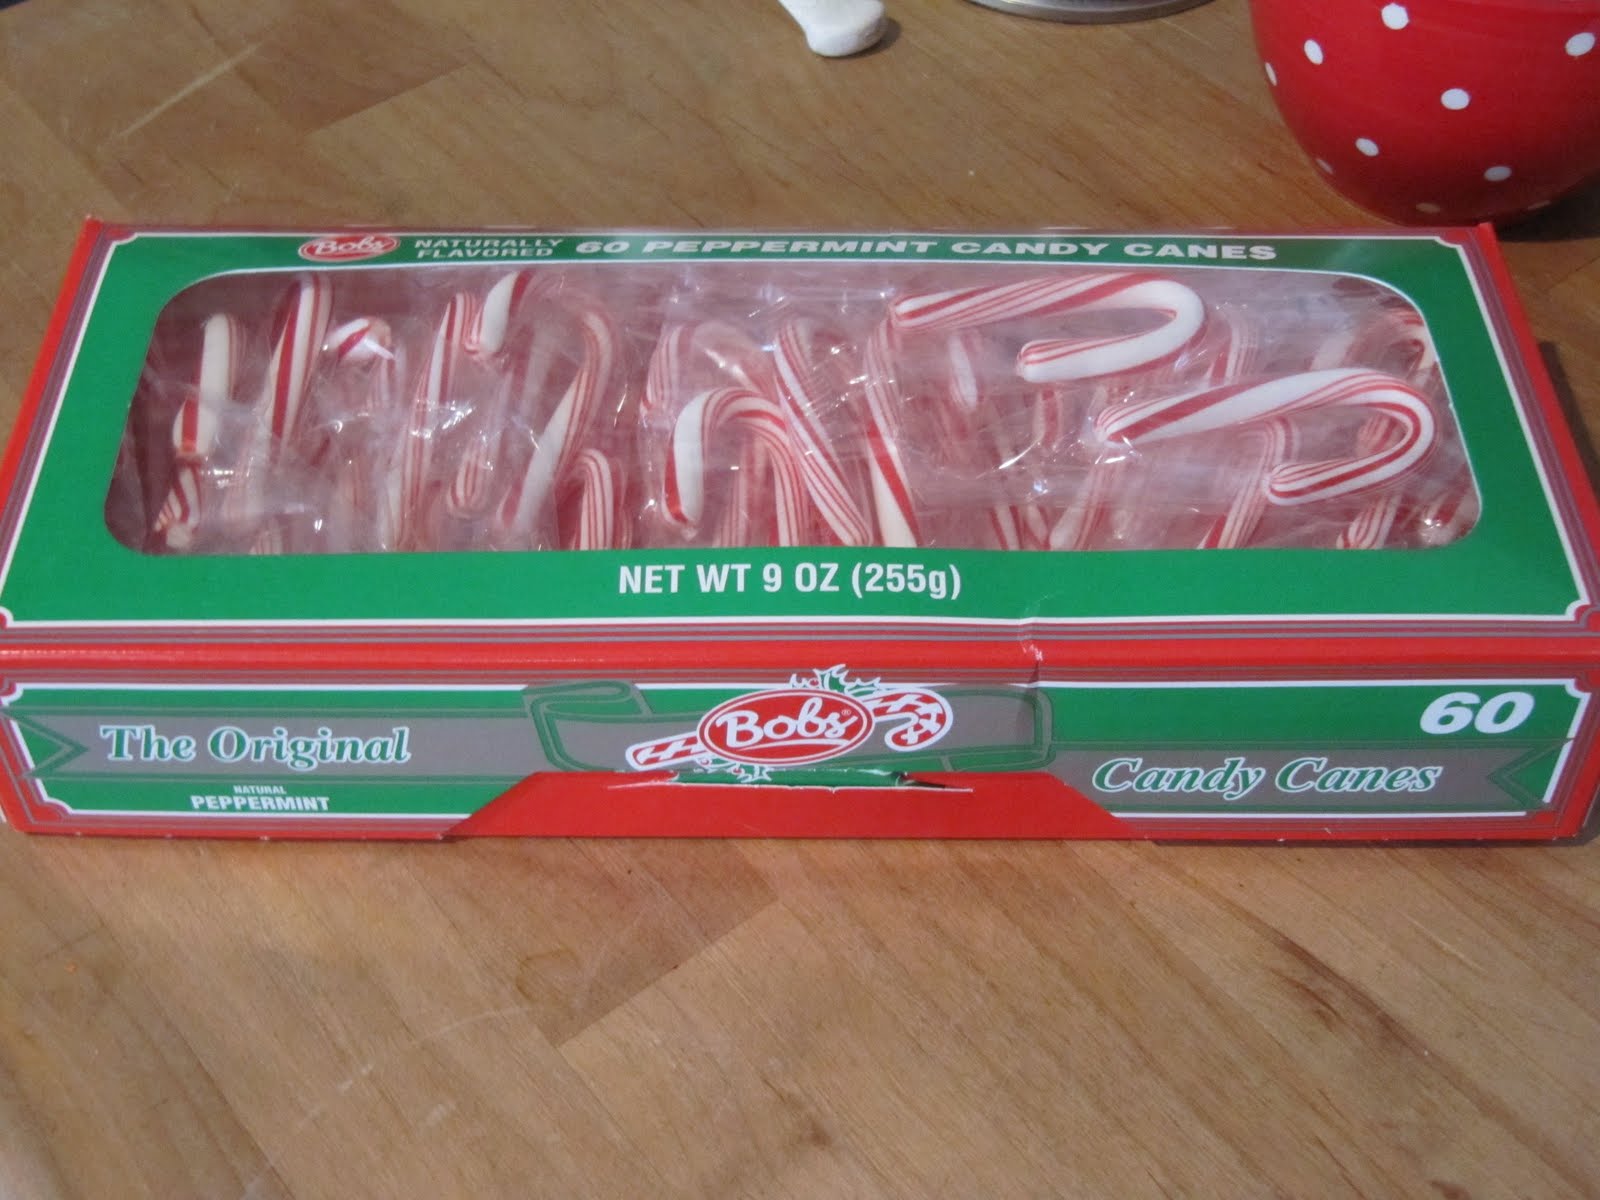 Bobs NATURALLY FLAVORED 60 PEPPERMINT CANDY CANES
NET WT 9 OZ (255g)
The Original
NATURAL
PEPPERMINT
Bobs®
60
Candy Canes